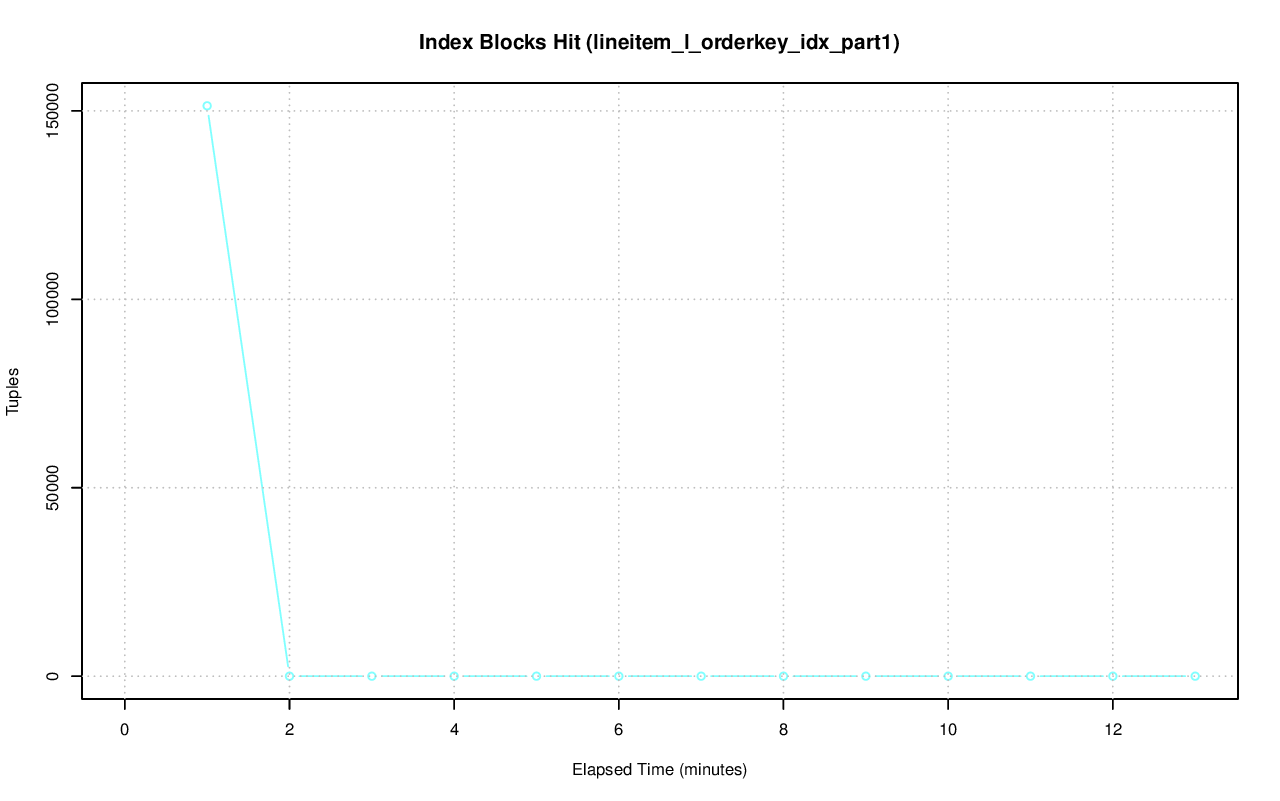 Index Blocks Hit (lineitem_l_orderkey_idx_part1)
150000
100000
50000
0
Tuples
0 2 4 6 8 10 12
Elapsed Time (minutes)